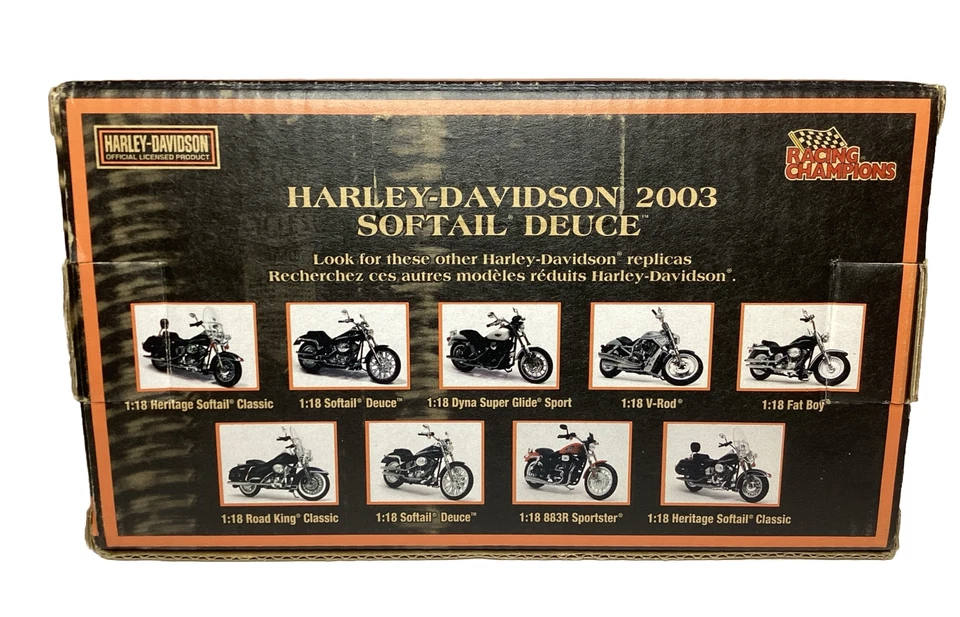 HARLEY-DAVIDSON
OFFICIAL LICENSED PRODUCT
RACING
CHAMPIONS
HARLEY-DAVIDSON 2003
SOFTAIL® DEUCE™
Look for these other Harley-Davidson® replicas
Recherchez ces autres modèles réduits Harley-Davidson®.
1:18 Heritage Softail® Classic
1:18 Softail® Deuce™
1:18 Dyna Super Glide® Sport
1:18 V-Rod®
1:18 Fat Boy®
1:18 Road King® Classic
1:18 Softail® Deuce™
1:18 883R Sportster®
1:18 Heritage Softail® Classic